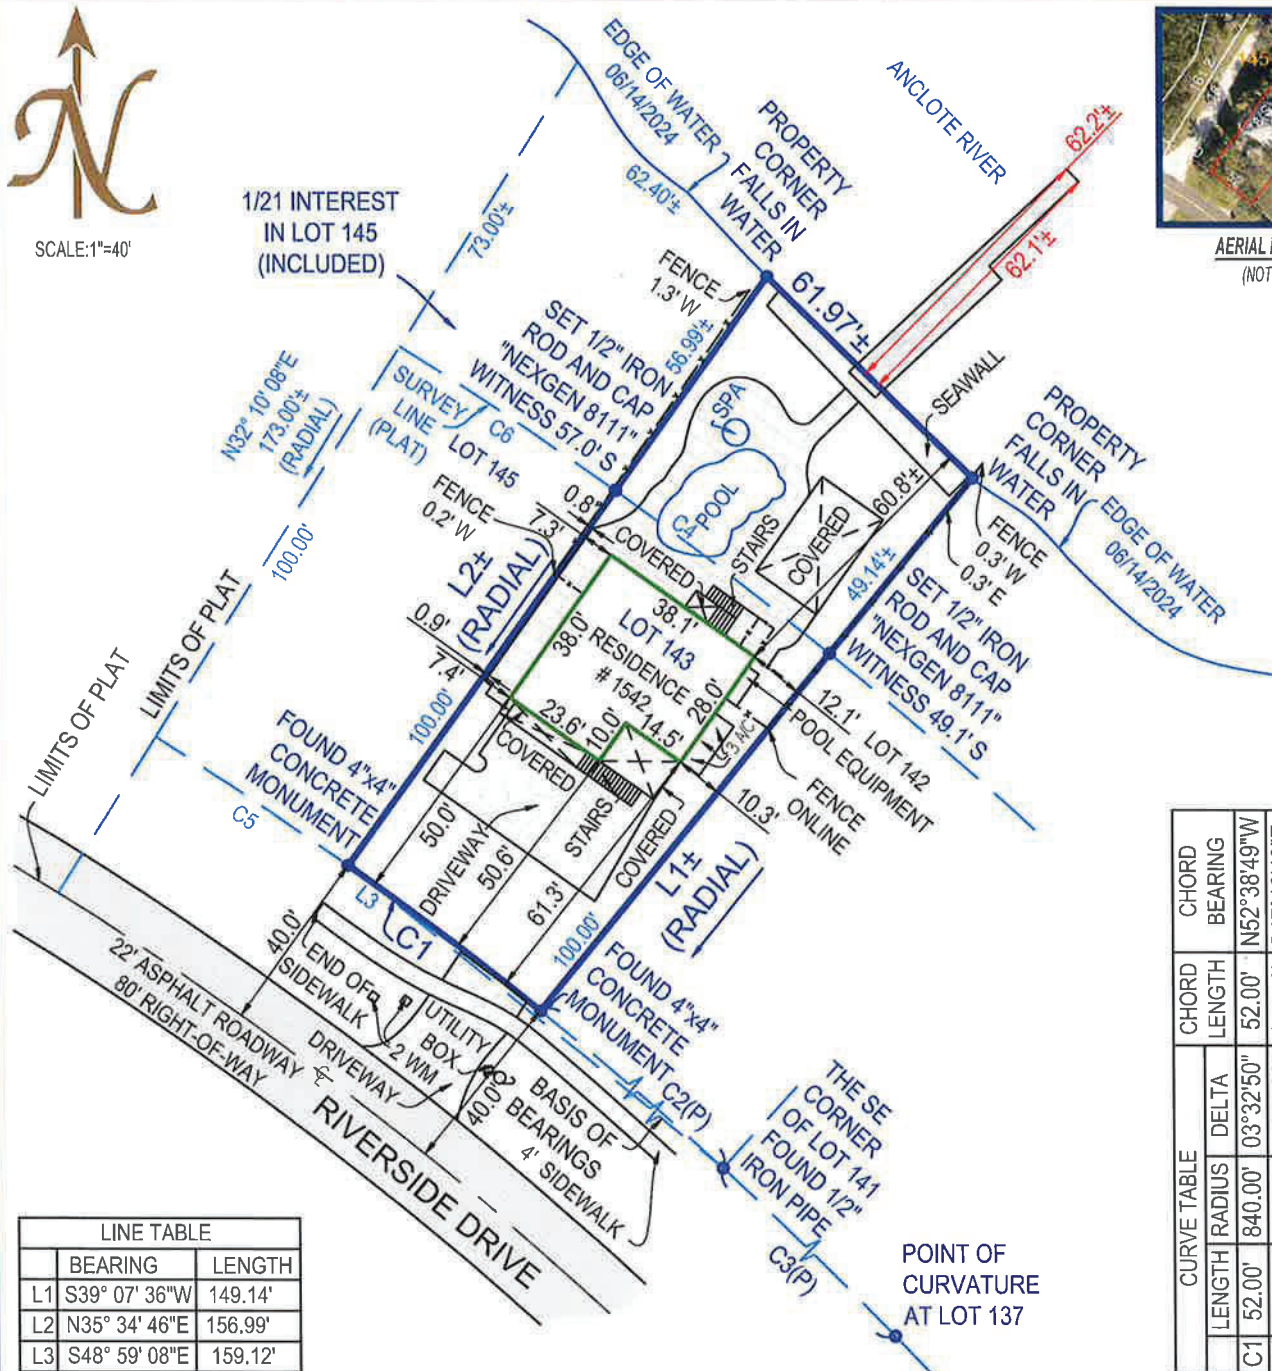 N
SCALE:1"=40'
1/21 INTEREST
IN LOT 145
(INCLUDED)
EDGE OF WATER
06/14/2024
62.40'±
73.00'±
PROPERTY
CORNER
FALLS IN
WATER
ANCLOTE RIVER
62.2'±
62.1'±
61.97'±
AERIAL
(NOT
FENCE
1.3' W
56.99'±
SET 1/2" IRON
ROD AND CAP
"NEXGEN 8111"
WITNESS 57.0' S
SURVEY
LINE
(PLAT)
C6
LOT 145
N32° 10' 08"E
173.00'±
(RADIAL)
100.00'
SPA
POOL
C4
SEAWALL
60.8'±
PROPERTY
CORNER
FALLS IN
WATER
EDGE OF WATER
06/14/2024
FENCE
0.3' W
0.3' E
49.14'±
SET 1/2" IRON
ROD AND CAP
"NEXGEN 8111"
WITNESS 49.1' S
FENCE
0.2' W
0.8'
7.3'
COVERED
STAIRS
COVERED
L2±
(RADIAL)
0.9'
7.4'
38.1'
LOT 143
RESIDENCE
# 1542
38.0'
28.0'
23.6'
10.0'
14.5'
A/C
12.1'
LOT 142
POOL EQUIPMENT
FENCE
ONLINE
10.3'
LIMITS OF PLAT
LIMITS OF PLAT
C5
FOUND 4"x4"
CONCRETE
MONUMENT
100.00'
COVERED
STAIRS
COVERED
DRIVEWAY
50.0'
50.6'
61.3'
L1±
(RADIAL)
100.00'
L3
C1
40.0'
END OF
SIDEWALK
2 WM
UTILITY
BOX
DRIVEWAY
40.0'
22' ASPHALT ROADWAY
80' RIGHT-OF-WAY
RIVERSIDE DRIVE
FOUND 4"x4"
CONCRETE
MONUMENT
C2(P)
BASIS OF
BEARINGS
4' SIDEWALK
THE SE
CORNER
OF LOT 141
FOUND 1/2"
IRON PIPE
C3(P)
POINT OF
CURVATURE
AT LOT 137
LINE TABLE
BEARING LENGTH
L1 S39° 07' 36"W 149.14'
L2 N35° 34' 46"E 156.99'
L3 S48° 59' 08"E 159.12'
CURVE TABLE
LENGTH RADIUS DELTA CHORD LENGTH CHORD BEARING
C1 52.00' 840.00' 03°32'50" 52.00' N52°38'49"W